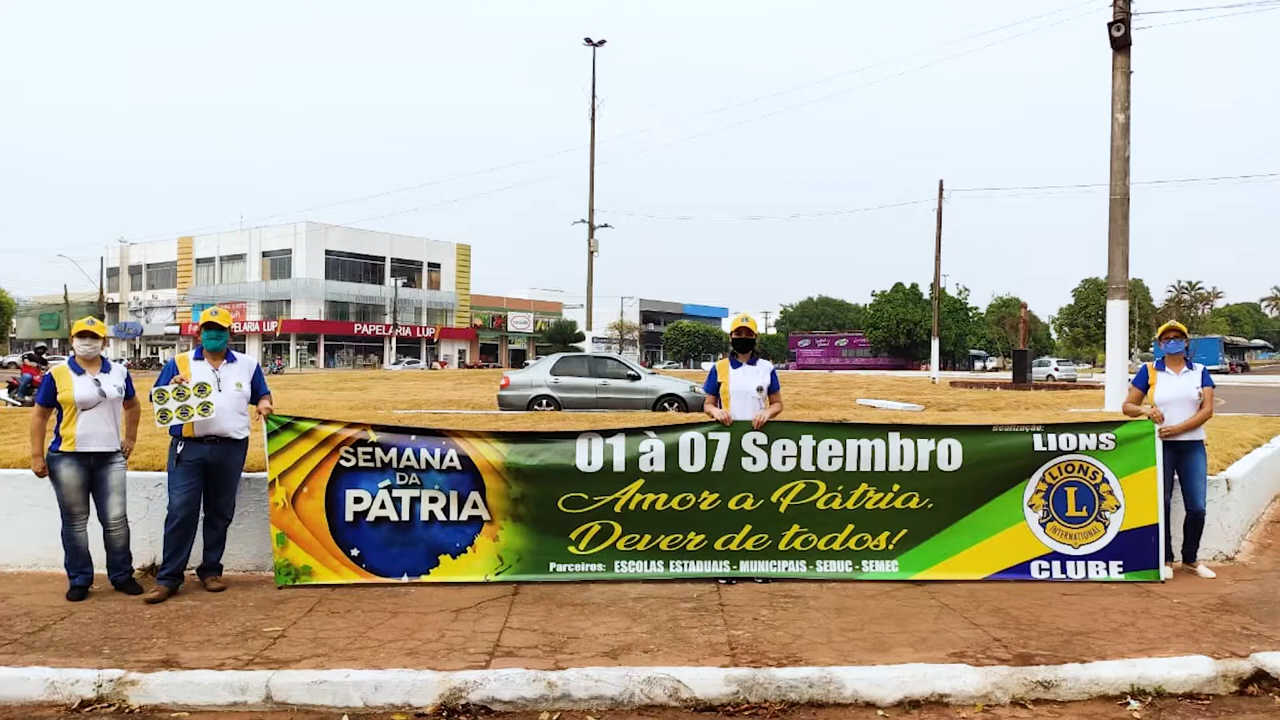 PAPELARIA LUP
PAPELARIA LUP
SEMANA
DA
PÁTRIA
01 à 07 Setembro
Amor a Pátria,
Dever de todos!
Parceiros: ESCOLAS ESTADUAIS - MUNICIPAIS - SEDUC - SEMEC
Realização:
LIONS
LIONS
L
INTERNATIONAL
CLUBE